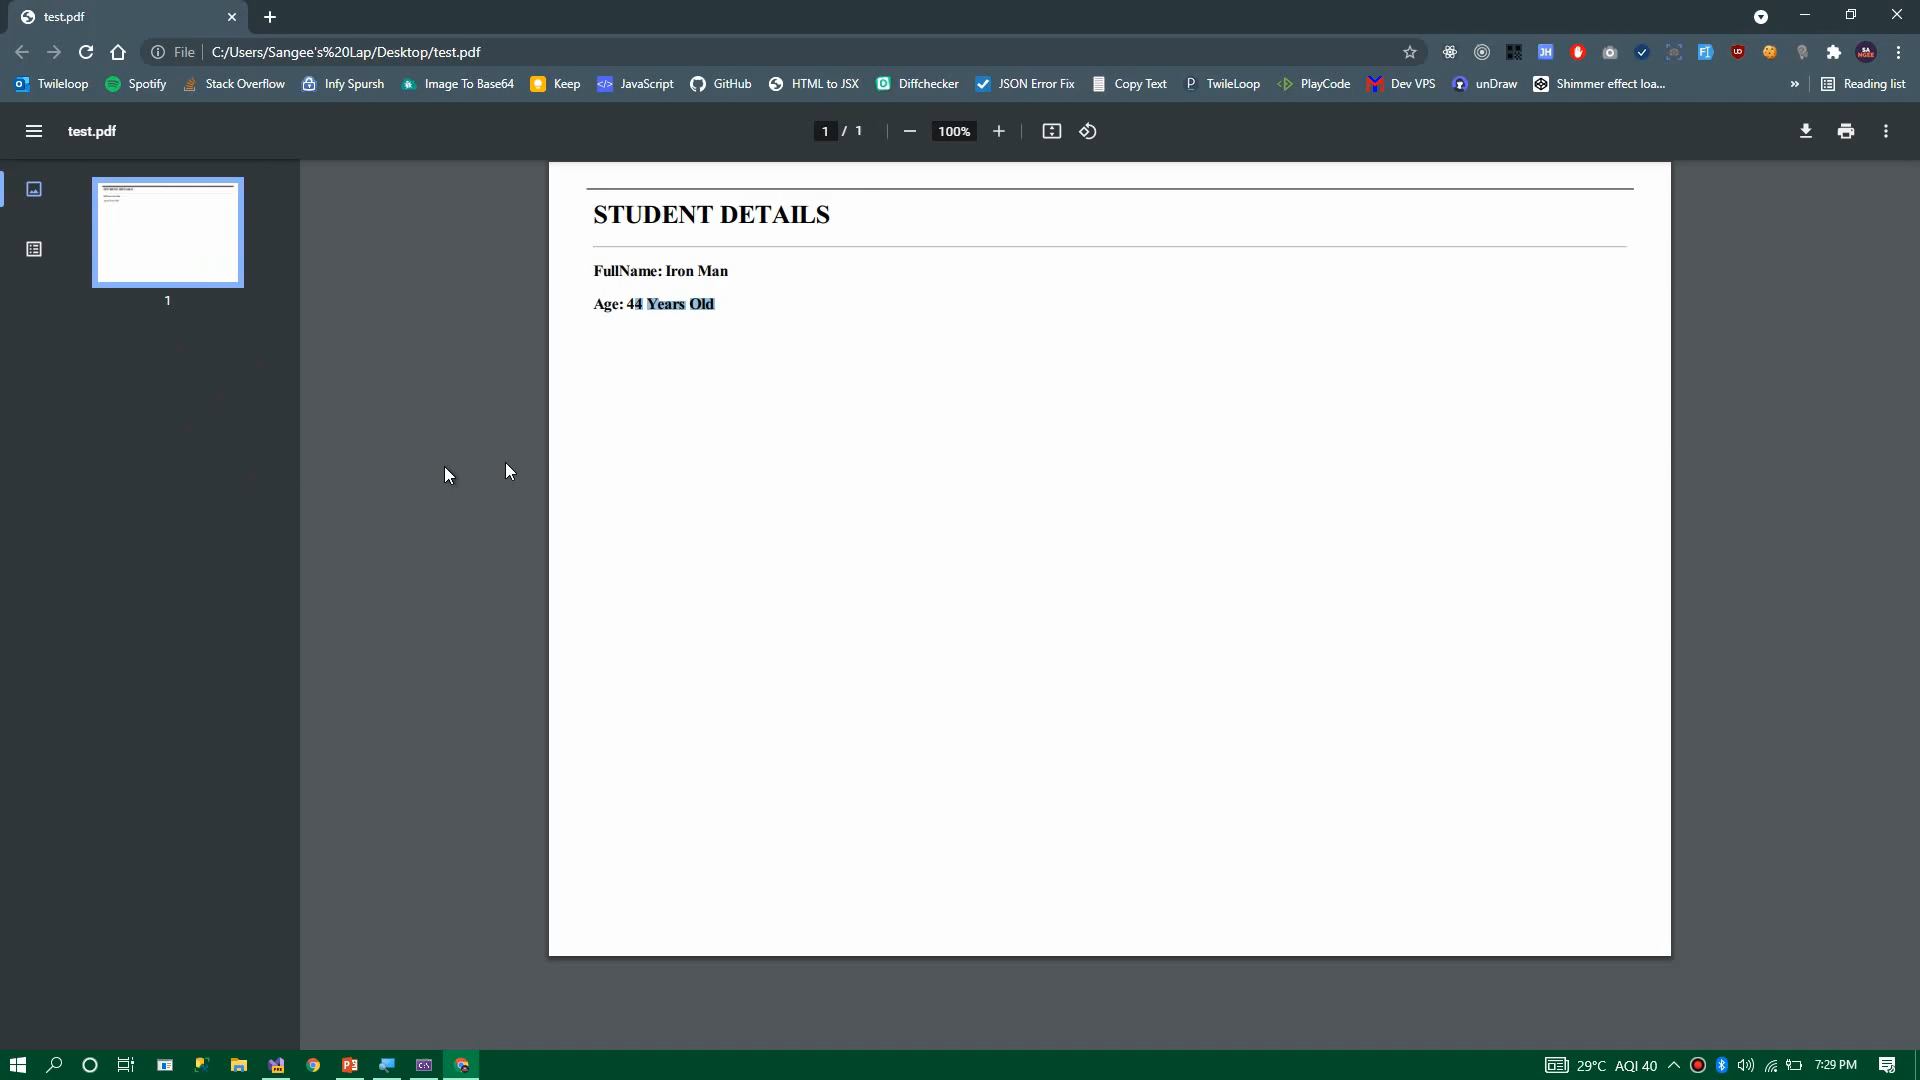 test.pdf
File C:/Users/Sangee's%20Lap/Desktop/test.pdf
Twileloop Spotify Stack Overflow Infy Spursh Image To Base64 Keep JavaScript GitHub HTML to JSX Diffchecker JSON Error Fix Copy Text TwileLoop PlayCode Dev VPS unDraw Shimmer effect loa... » Reading list
test.pdf 1 / 1 100%
STUDENT DETAILS
FullName: Iron Man
Age: 44 Years Old
1
29°C AQI 40 7:29 PM